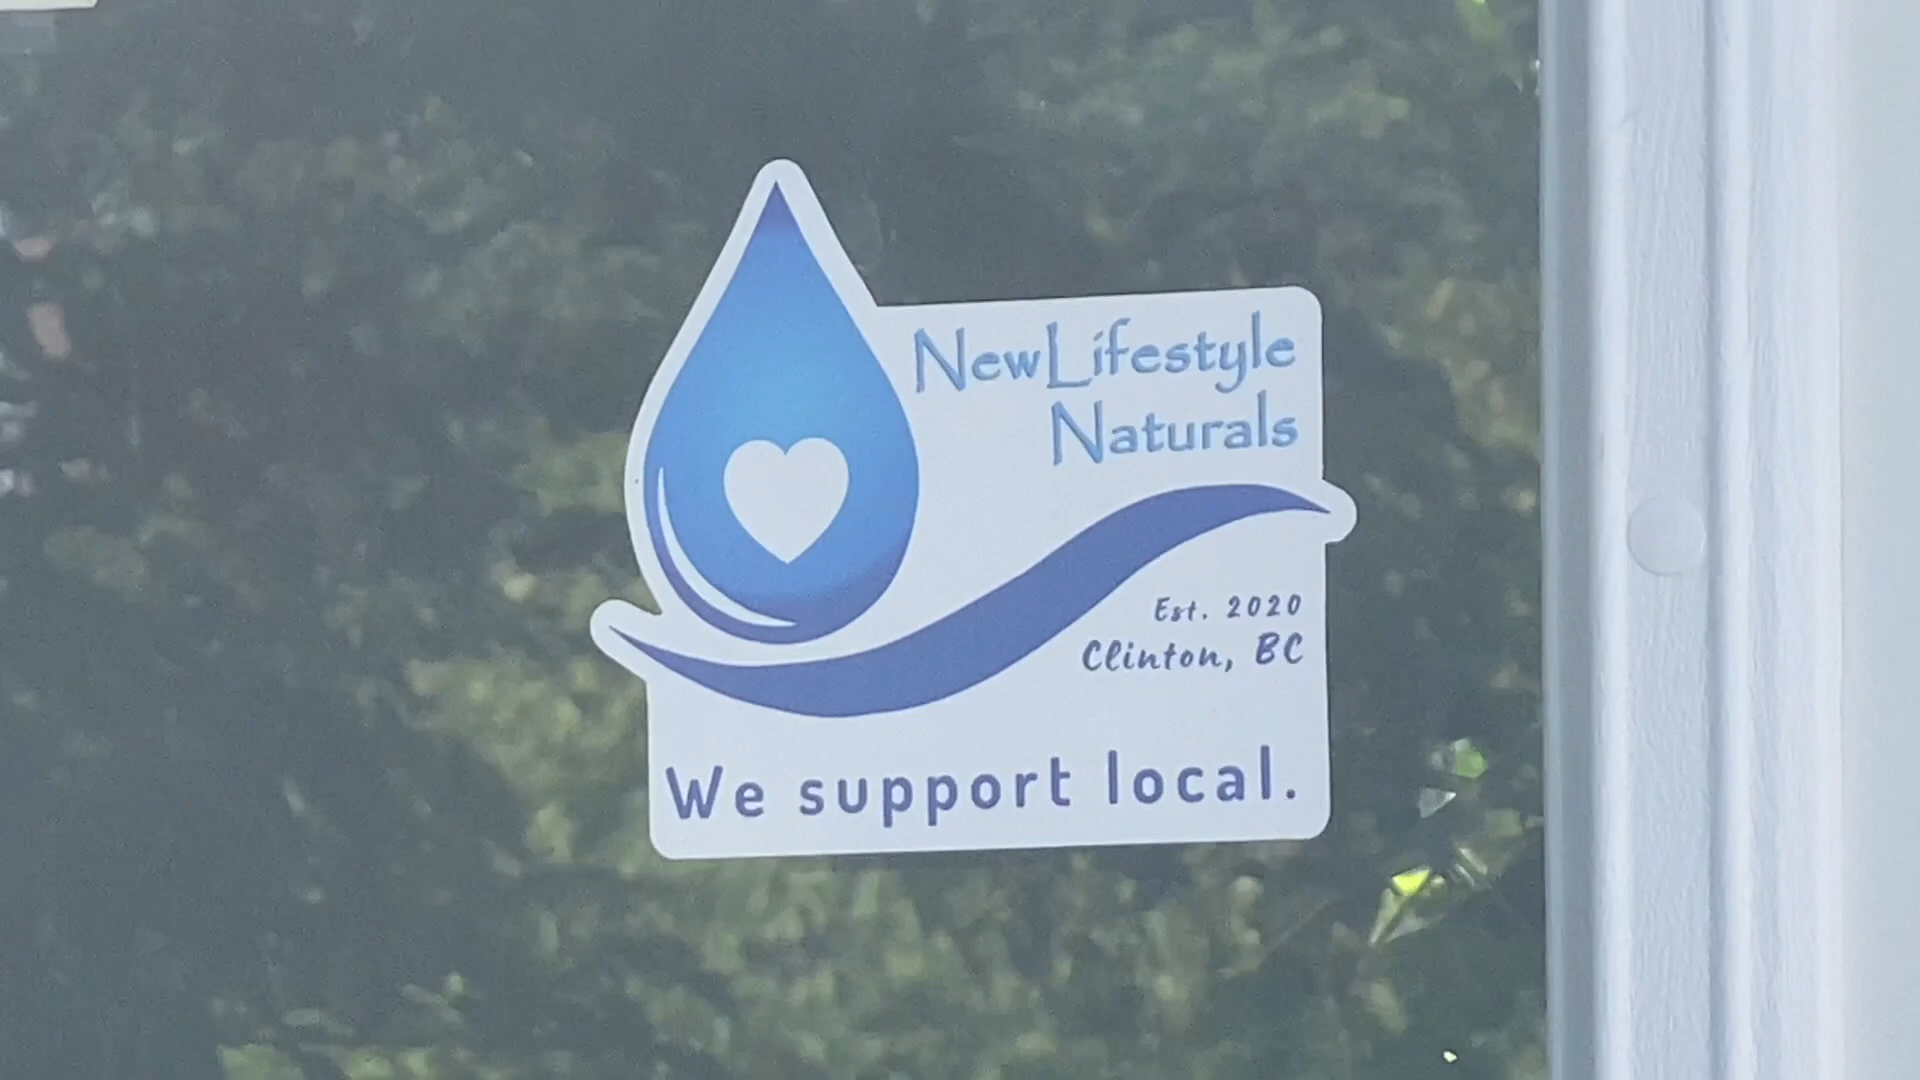 NewLifestyle
Naturals
Est. 2020
Clinton, BC
We support local.